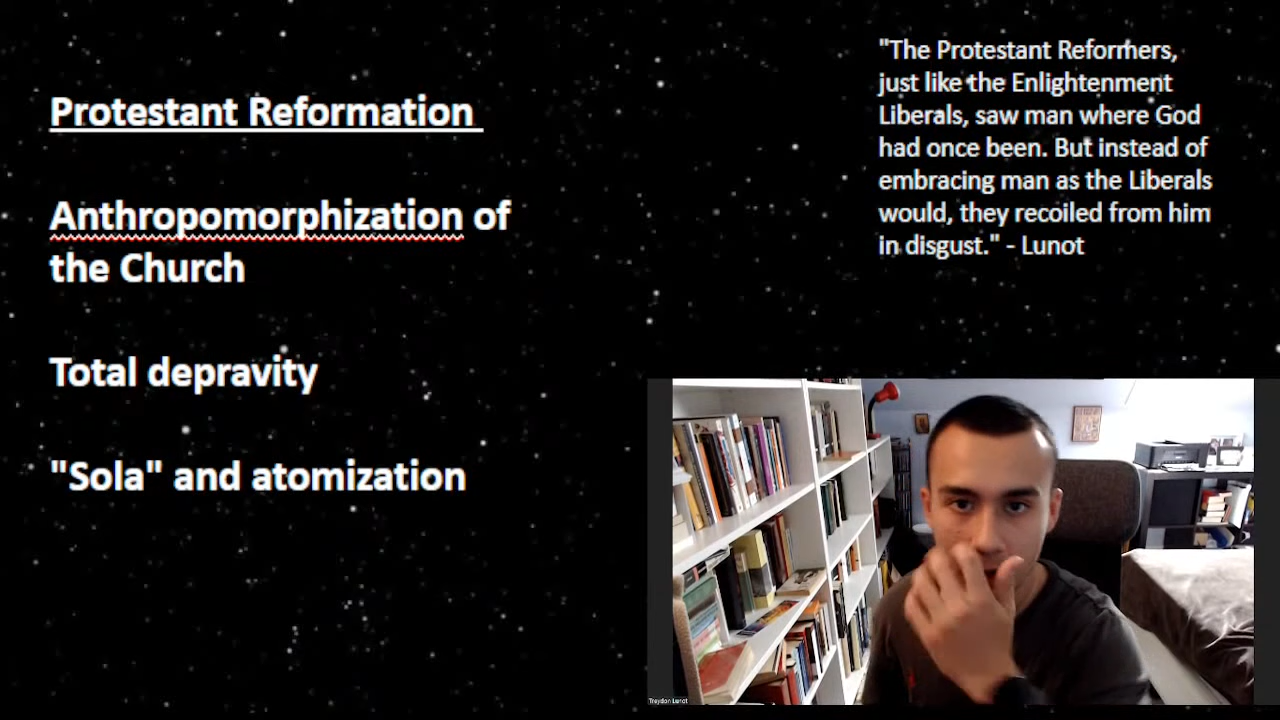 Protestant Reformation
Anthropomorphization of
the Church
Total depravity
"Sola" and atomization
"The Protestant Reformers,
just like the Enlightenment
Liberals, saw man where God
had once been. But instead of
embracing man as the Liberals
would, they recoiled from him
in disgust." - Lunot
Treydon Lunot